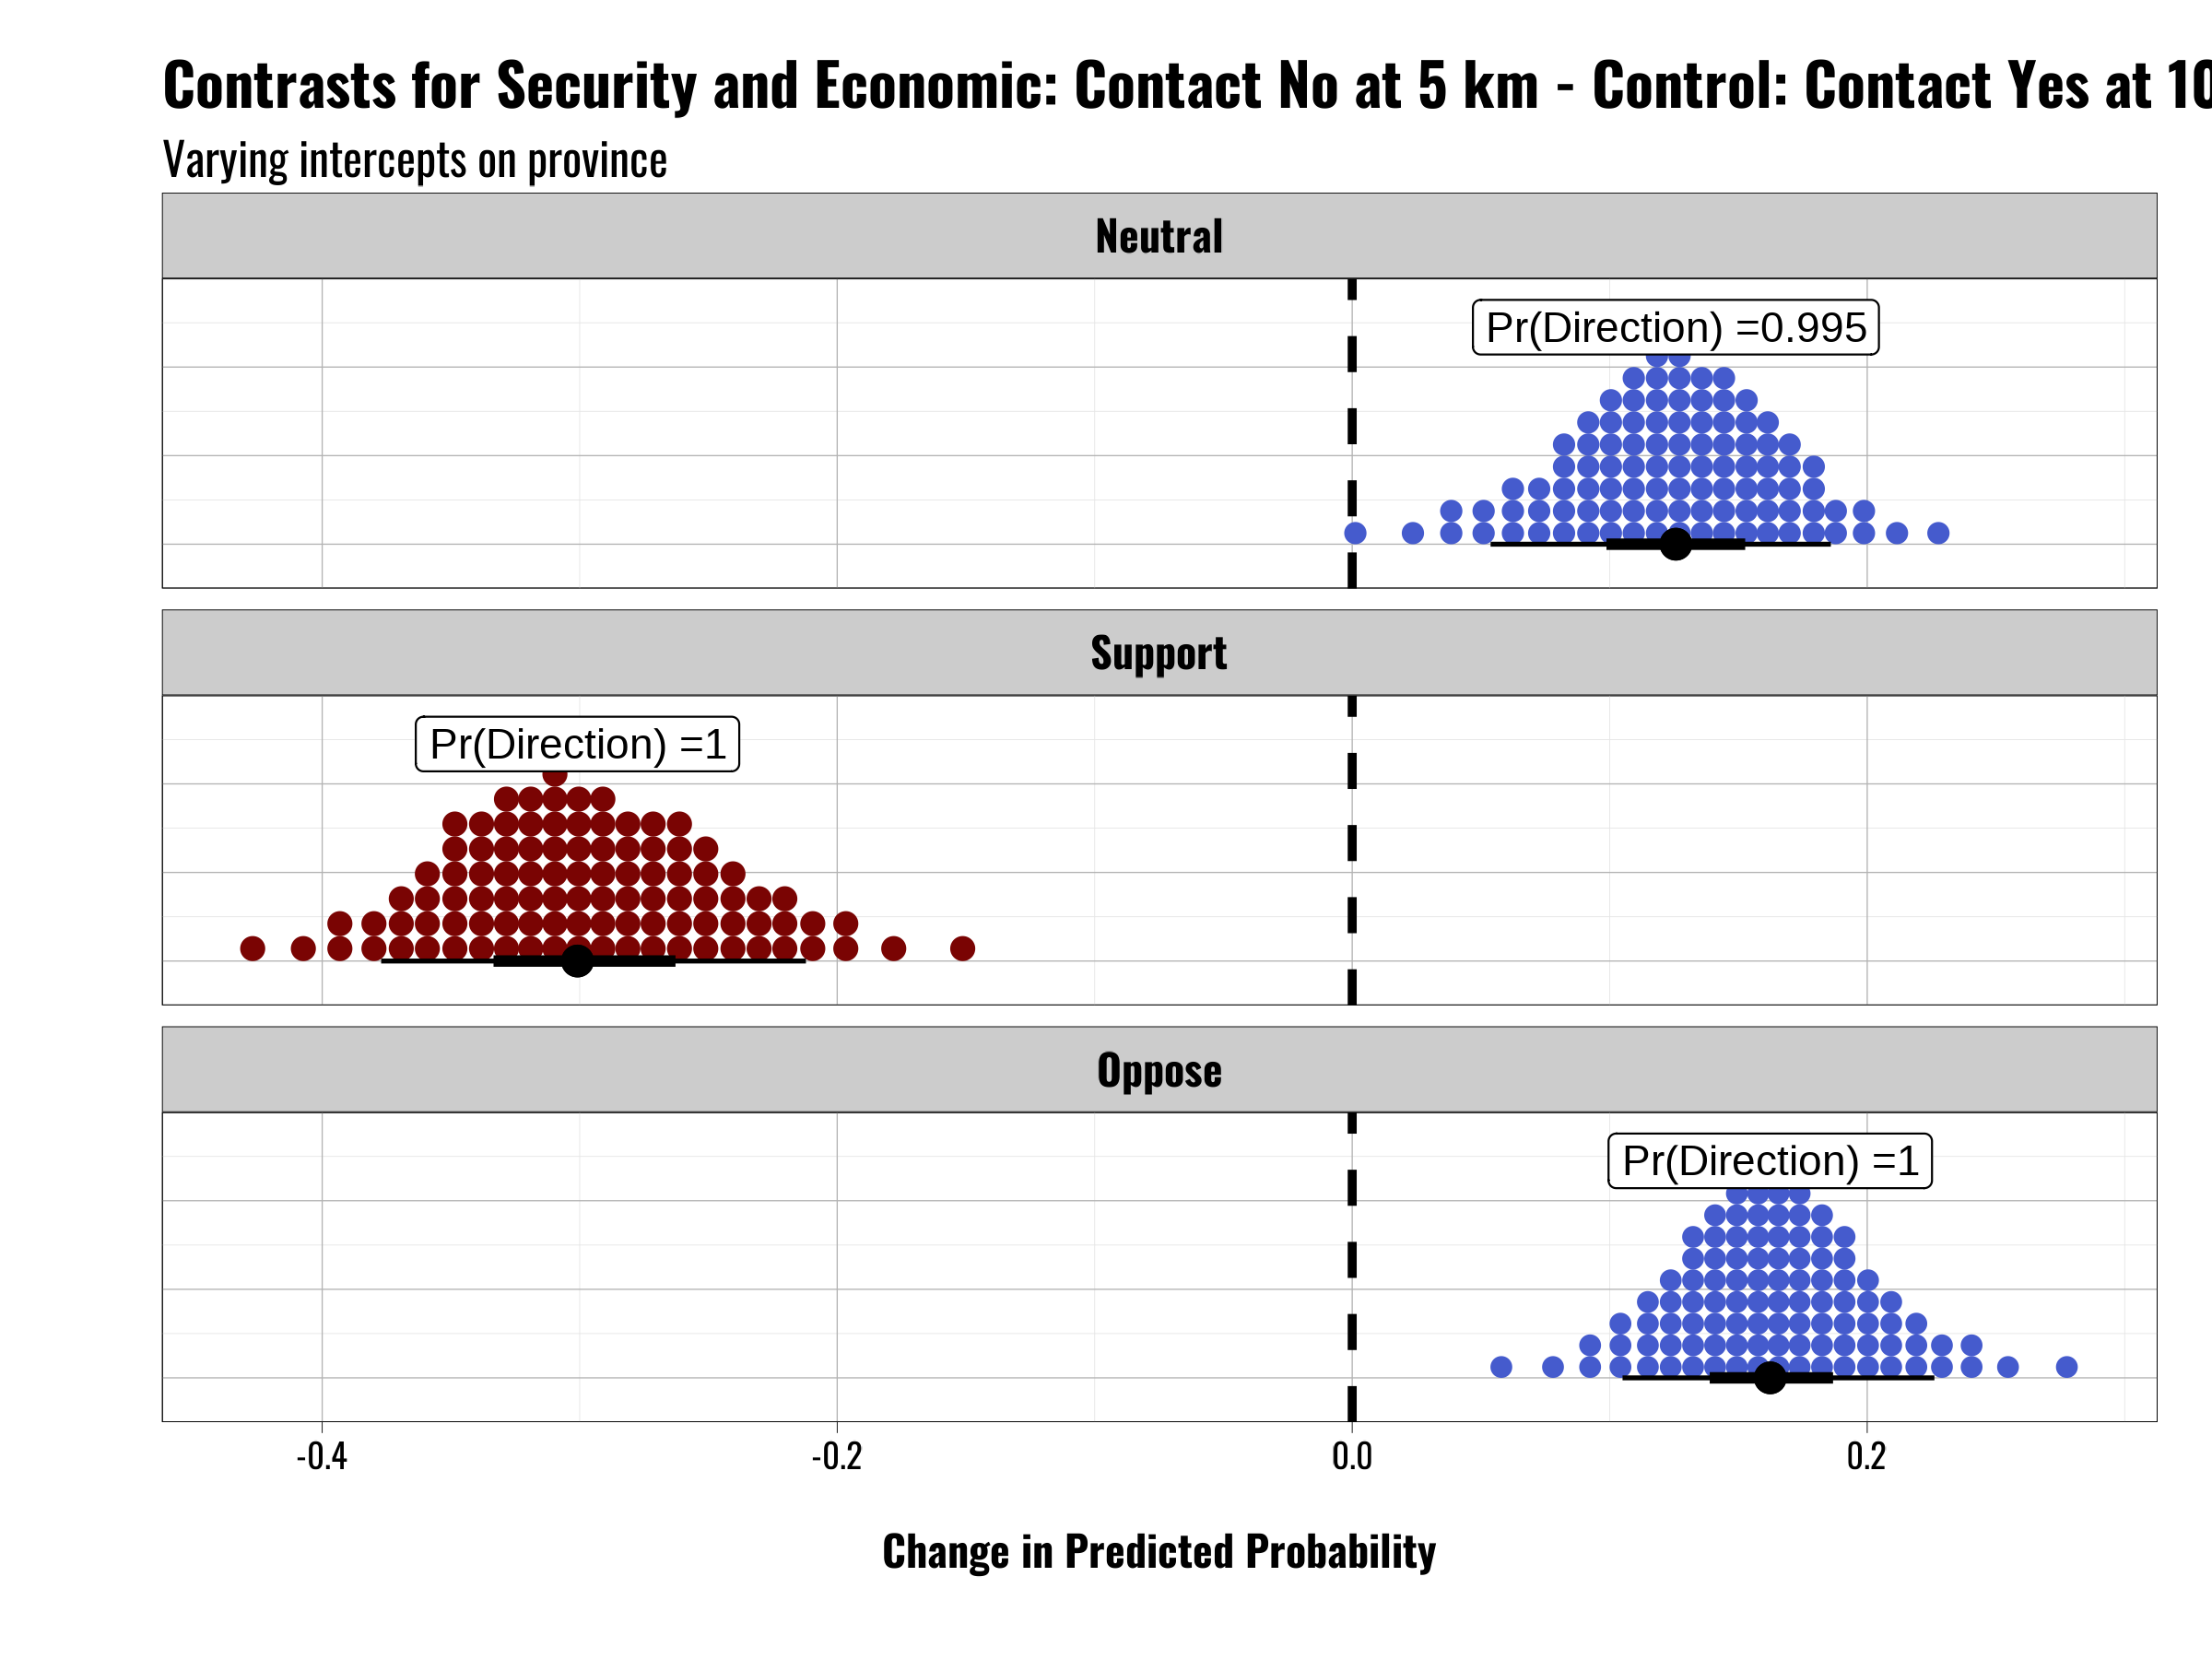 Contrasts for Security and Economic: Contact No at 5 km - Control: Contact Yes at 10
Varying intercepts on province
Neutral
Pr(Direction) =0.995
Support
Pr(Direction) =1
Oppose
Pr(Direction) =1
-0.4 -0.2 0.0 0.2
Change in Predicted Probability